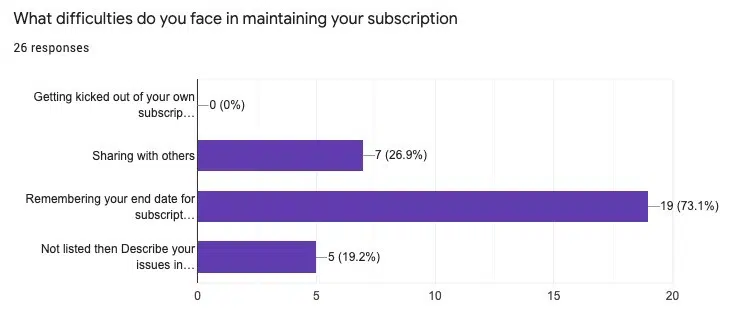 What difficulties do you face in maintaining your subscription
26 responses
Getting kicked out of your own
subscrip…
0 (0%)
Sharing with others
7 (26.9%)
Remembering your end date for
subscript…
19 (73.1%)
Not listed then Describe your
issues in…
5 (19.2%)
0 5 10 15 20